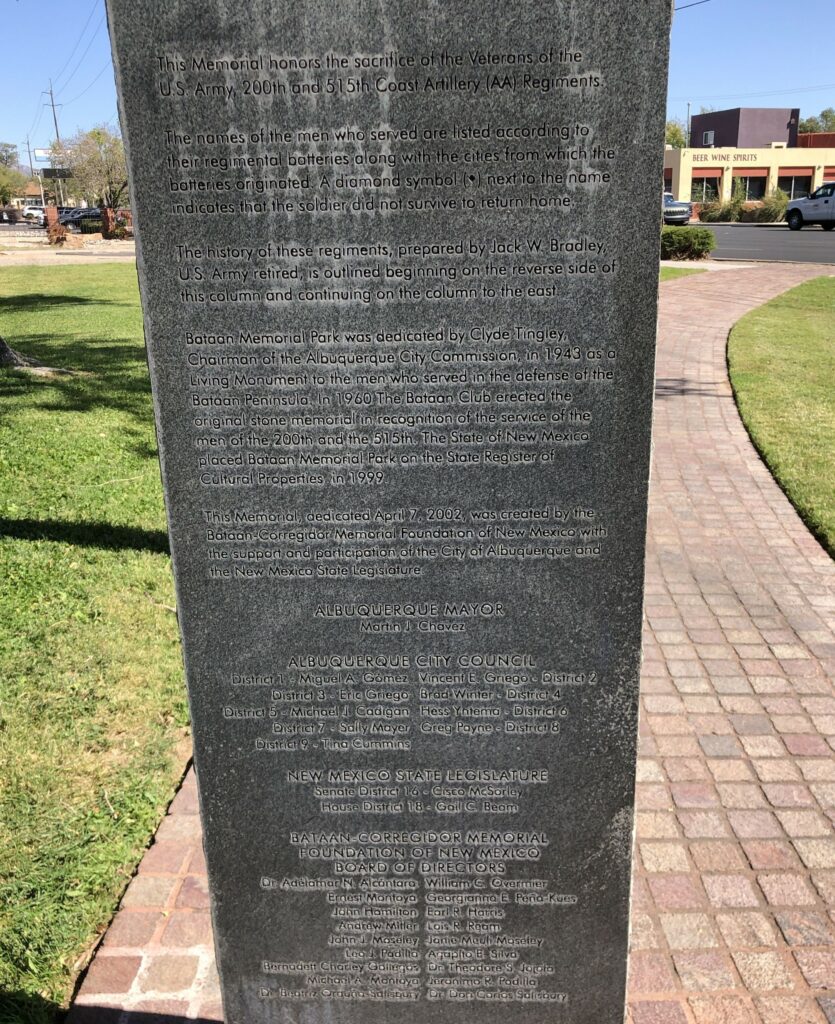 BEER WINE SPIRITS
This Memorial honors the sacrifice of the Veterans of the
U.S. Army, 200th and 515th Coast Artillery (AA) Regiments.
The names of the men who served are listed according to
their regimental batteries along with the cities from which the
batteries originated. A diamond symbol (♦) next to the name
indicates that the soldier did not survive to return home.
The history of these regiments, prepared by Jack W. Bradley,
U.S. Army retired, is outlined beginning on the reverse side of
this column and continuing on the column to the east.
Bataan Memorial Park was dedicated by Clyde Tingley,
Chairman of the Albuquerque City Commission, in 1943 as a
Living Monument to the men who served in the defense of the
Bataan Peninsula. In 1960 The Bataan Club erected the
original stone memorial in recognition of the service of the
men of the 200th and the 515th. The State of New Mexico
placed Bataan Memorial Park on the State Register of
Cultural Properties, in 1999.
This Memorial, dedicated April 7, 2002, was created by the
Bataan-Corregidor Memorial Foundation of New Mexico with
the support and participation of the City of Albuquerque and
the New Mexico State Legislature
ALBUQUERQUE MAYOR
Martin J. Chavez
ALBUQUERQUE CITY COUNCIL
District 1 - Miguel A. Gómez Vincent E. Griego - District 2
District 3 - Eric Griego Brad Winter - District 4
District 5 - Michael J. Cadigan Hess Yntema - District 6
District 7 - Sally Mayer Greg Payne - District 8
District 9 - Tina Cummins
NEW MEXICO STATE LEGISLATURE
Senate District 16 - Cisco McSorley
House District 18 - Gail C. Beam
BATAAN-CORREGIDOR MEMORIAL
FOUNDATION OF NEW MEXICO
BOARD OF DIRECTORS
Dr. Adelamar N. Alcantara William C. Overmier
Ernest Montoya Georgianna E. Peña-Kues
John Hamilton Earl R. Harris
Andrew Miller Lois R. Ream
John J. Moseley Janie Mauli Moseley
Leo J. Padilla Agapito E. Silva
Bernadett Charley Gallegos Dr. Theodore S. Jojola
Michael A. Montoya Jeronimo R. Padilla
Dr. Beatriz Orduña-Salisbury Dr. Don Carlos Salisbury